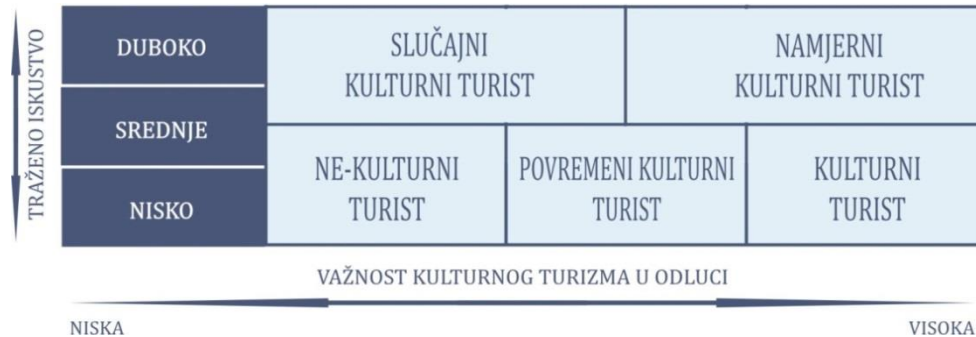 TRAŽENO ISKUSTVO
DUBOKO
SREDNJE
NISKO
SLUČAJNI
KULTURNI TURIST
NAMJERNI
KULTURNI TURIST
NE-KULTURNI
TURIST
POVREMENI KULTURNI
TURIST
KULTURNI
TURIST
VAŽNOST KULTURNOG TURIZMA U ODLUCI
NISKA
VISOKA